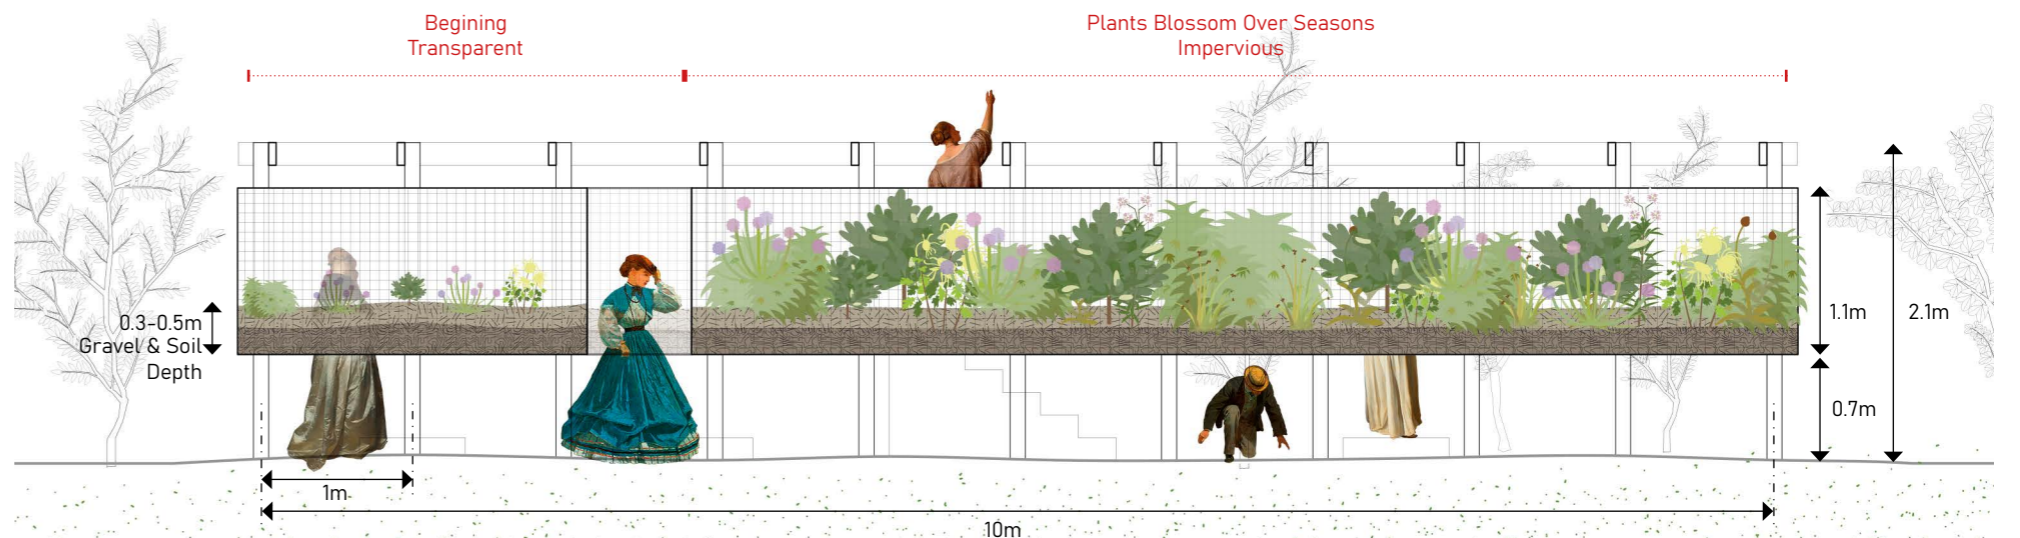 Begining
Transparent
Plants Blossom Over Seasons
Impervious
0.3-0.5m
Gravel & Soil
Depth
1.1m
2.1m
0.7m
1m
10m